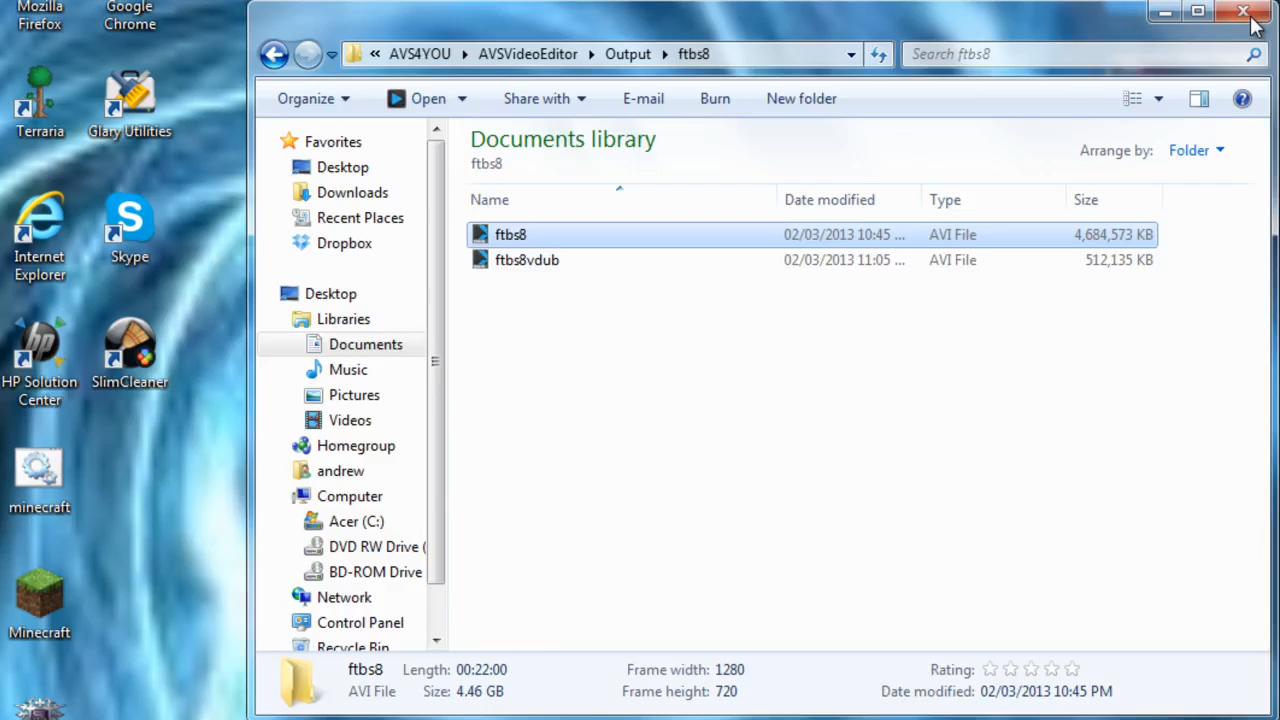 Mozilla
Firefox
Google
Chrome
Terraria
Glary Utilities
Internet
Explorer
Skype
HP Solution
Center
SlimCleaner
minecraft
Minecraft
« AVS4YOU AVSVideoEditor Output ftbs8
Search ftbs8
Organize Open Share with E-mail Burn New folder
Favorites
Desktop
Downloads
Recent Places
Dropbox
Desktop
Libraries
Documents
Music
Pictures
Videos
Homegroup
andrew
Computer
Acer (C:)
DVD RW Drive (
BD-ROM Drive
Network
Control Panel
Recycle Bin
Documents library
ftbs8
Arrange by: Folder
Name Date modified Type Size
ftbs8 02/03/2013 10:45 ... AVI File 4,684,573 KB
ftbs8vdub 02/03/2013 11:05 ... AVI File 512,135 KB
ftbs8 Length: 00:22:00 Frame width: 1280 Rating:
AVI File Size: 4.46 GB Frame height: 720 Date modified: 02/03/2013 10:45 PM